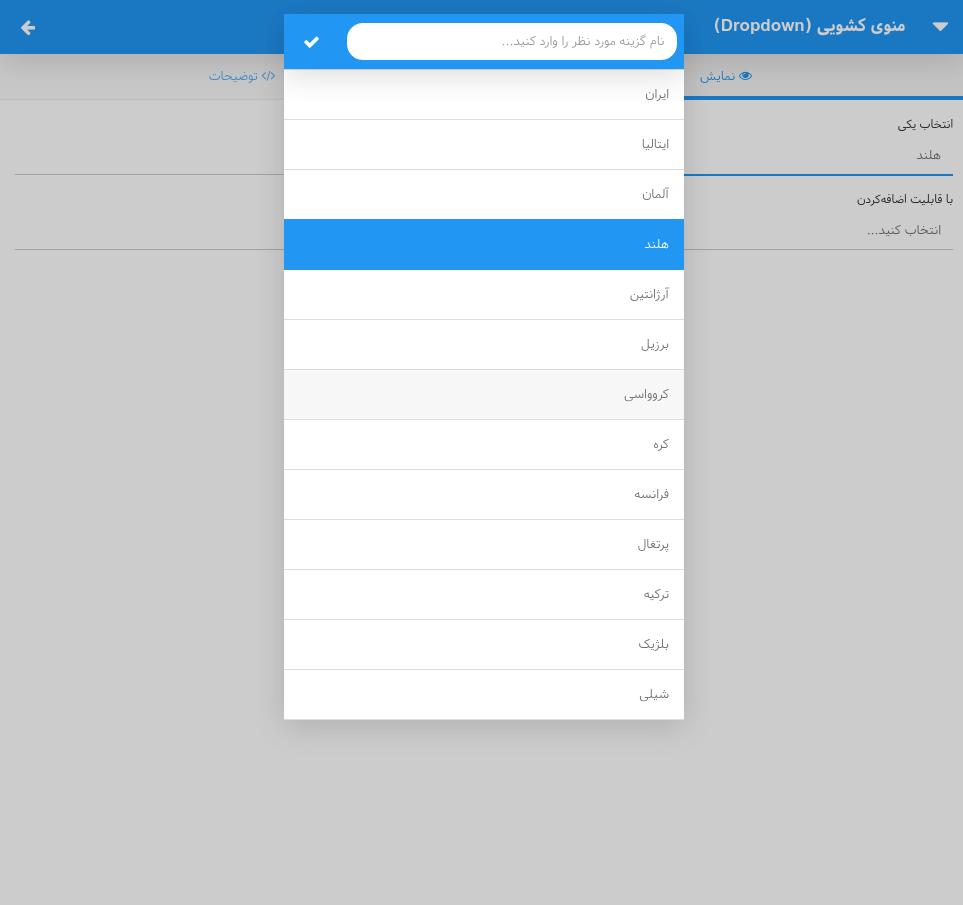 منوی کشویی (Dropdown)
نمایش
توضیحات
انتخاب یکی
هلند
با قابلیت اضافه‌کردن
انتخاب کنید...
نام گزینه مورد نظر را وارد کنید...
ایران
ایتالیا
آلمان
هلند
آرژانتین
برزیل
کروواسی
کره
فرانسه
پرتغال
ترکیه
بلژیک
شیلی